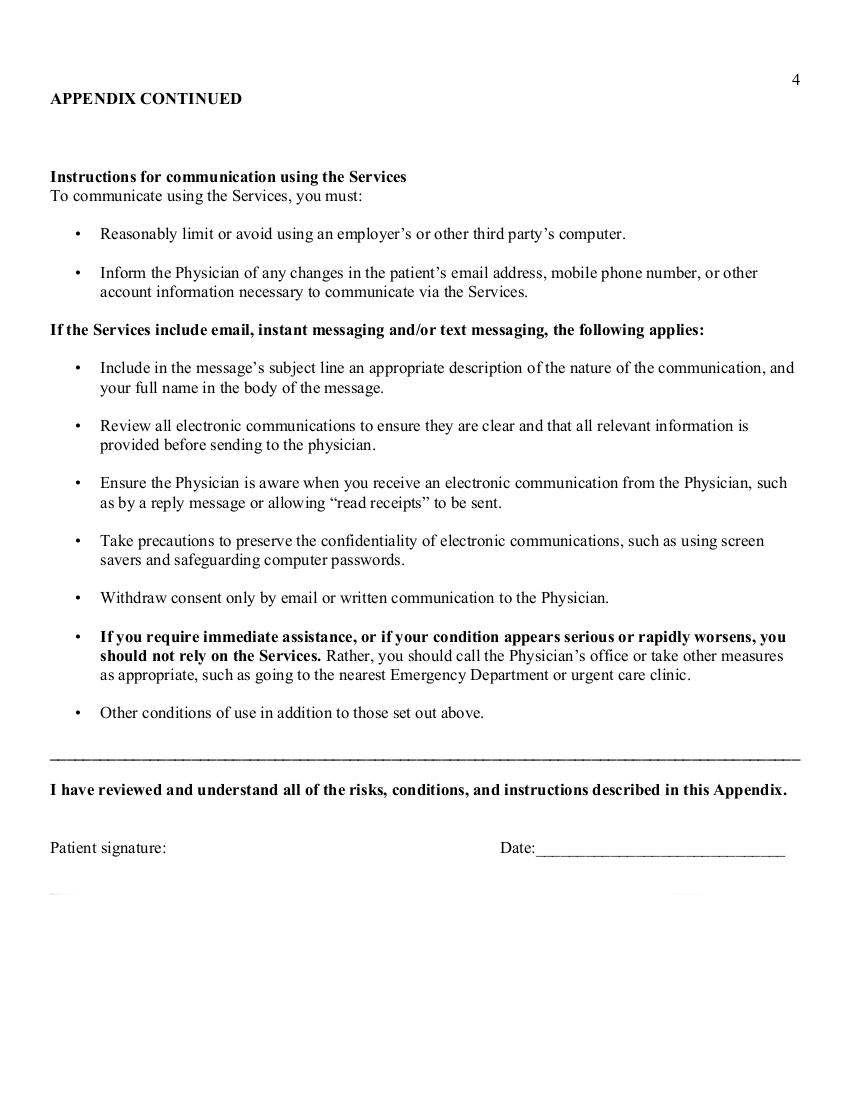 4
APPENDIX CONTINUED
Instructions for communication using the Services
To communicate using the Services, you must:
• Reasonably limit or avoid using an employer’s or other third party’s computer.
• Inform the Physician of any changes in the patient’s email address, mobile phone number, or other
account information necessary to communicate via the Services.
If the Services include email, instant messaging and/or text messaging, the following applies:
• Include in the message’s subject line an appropriate description of the nature of the communication, and
your full name in the body of the message.
• Review all electronic communications to ensure they are clear and that all relevant information is
provided before sending to the physician.
• Ensure the Physician is aware when you receive an electronic communication from the Physician, such
as by a reply message or allowing “read receipts” to be sent.
• Take precautions to preserve the confidentiality of electronic communications, such as using screen
savers and safeguarding computer passwords.
• Withdraw consent only by email or written communication to the Physician.
• If you require immediate assistance, or if your condition appears serious or rapidly worsens, you
should not rely on the Services. Rather, you should call the Physician’s office or take other measures
as appropriate, such as going to the nearest Emergency Department or urgent care clinic.
• Other conditions of use in addition to those set out above.
I have reviewed and understand all of the risks, conditions, and instructions described in this Appendix.
Patient signature: Date:______________________________